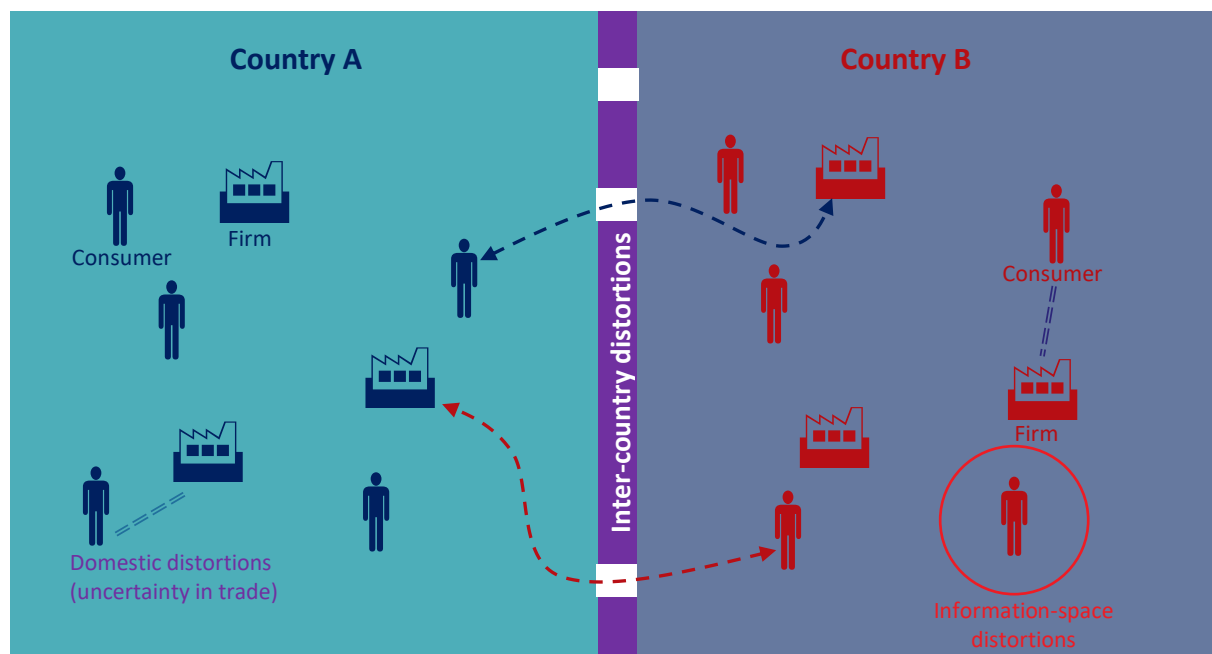 Country A
Country B
Firm
Consumer
Consumer
Inter-country distortions
Firm
Domestic distortions
(uncertainty in trade)
Information-space
distortions